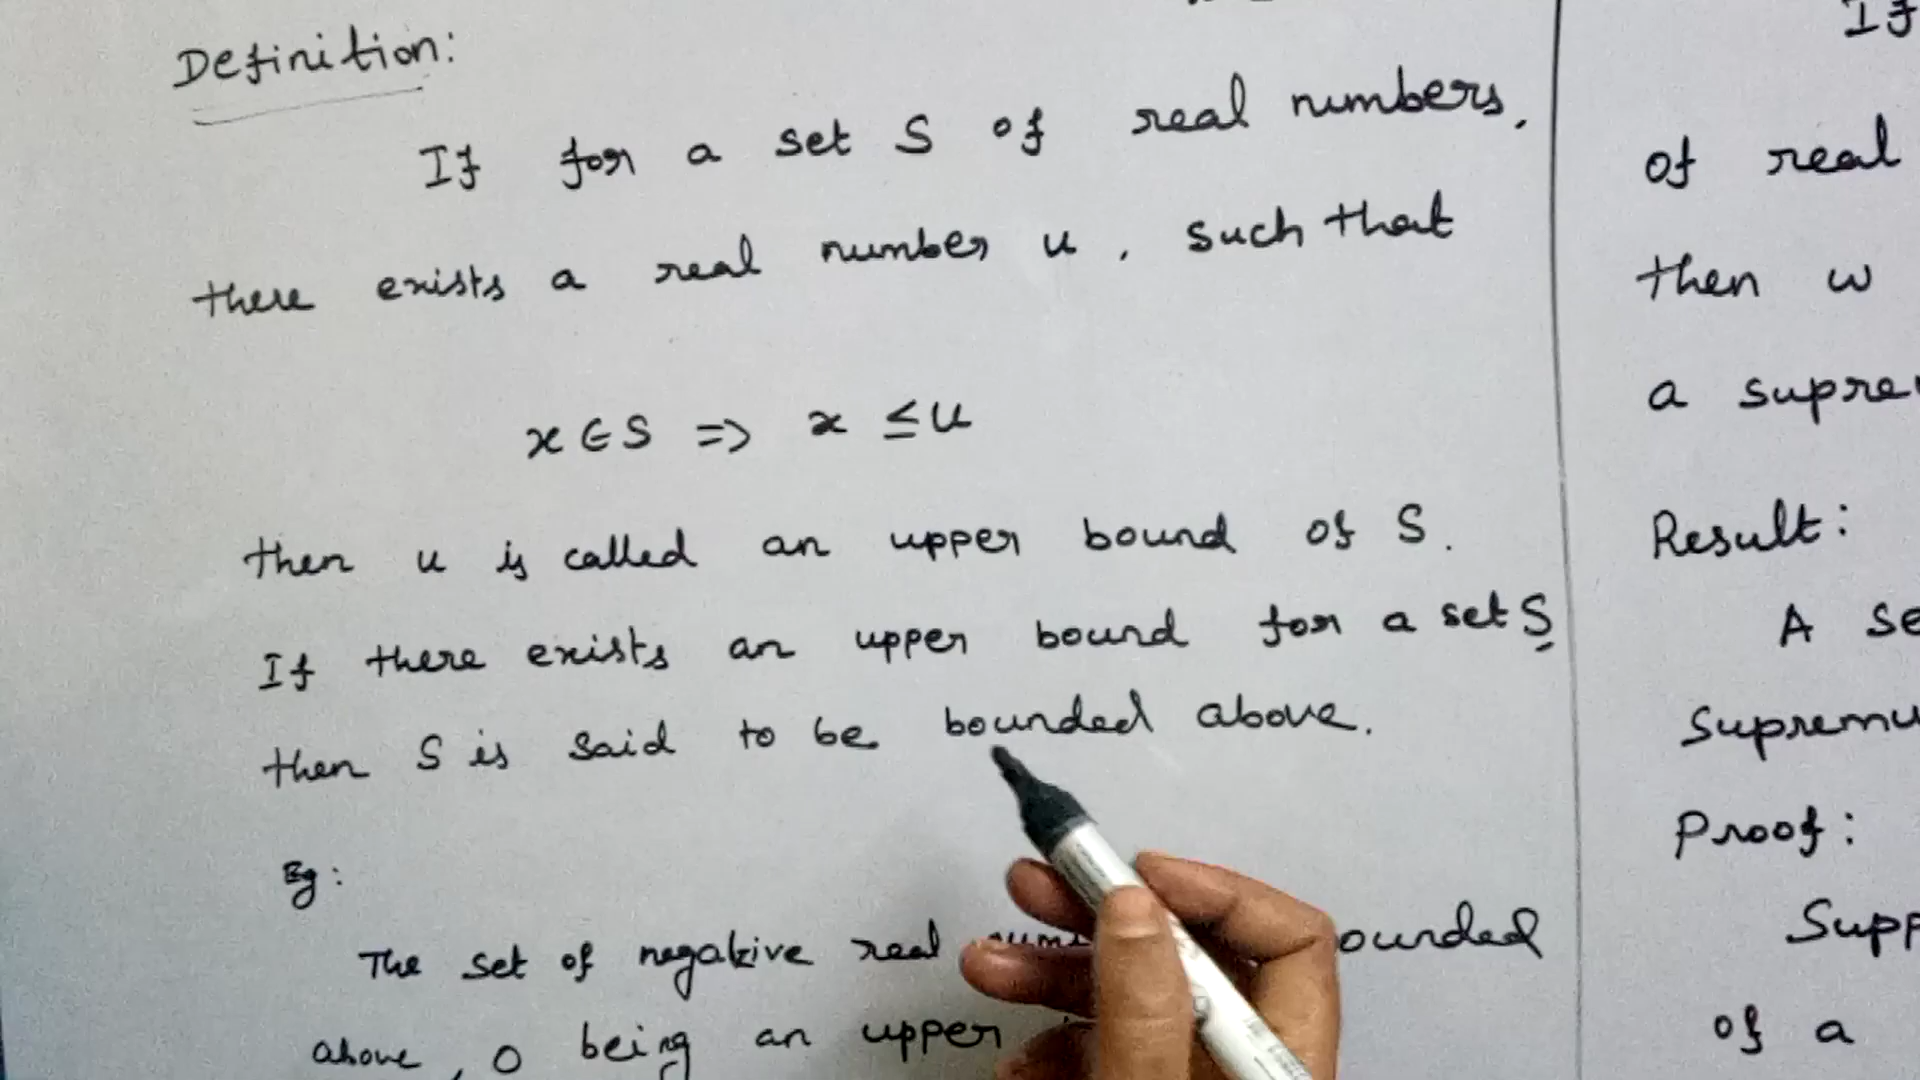 Definition:
If for a set S of real numbers,
there exists a real number u, such that
x ∈ S => x ≤ u
then u is called an upper bound of S.
If there exists an upper bound for a set S
then S is said to be bounded above.
Eg:
The set of negative real ounded
above, 0 being an upper
If
of real
then w
a supre
Result:
A se
Supremu
Proof:
Supp
of a